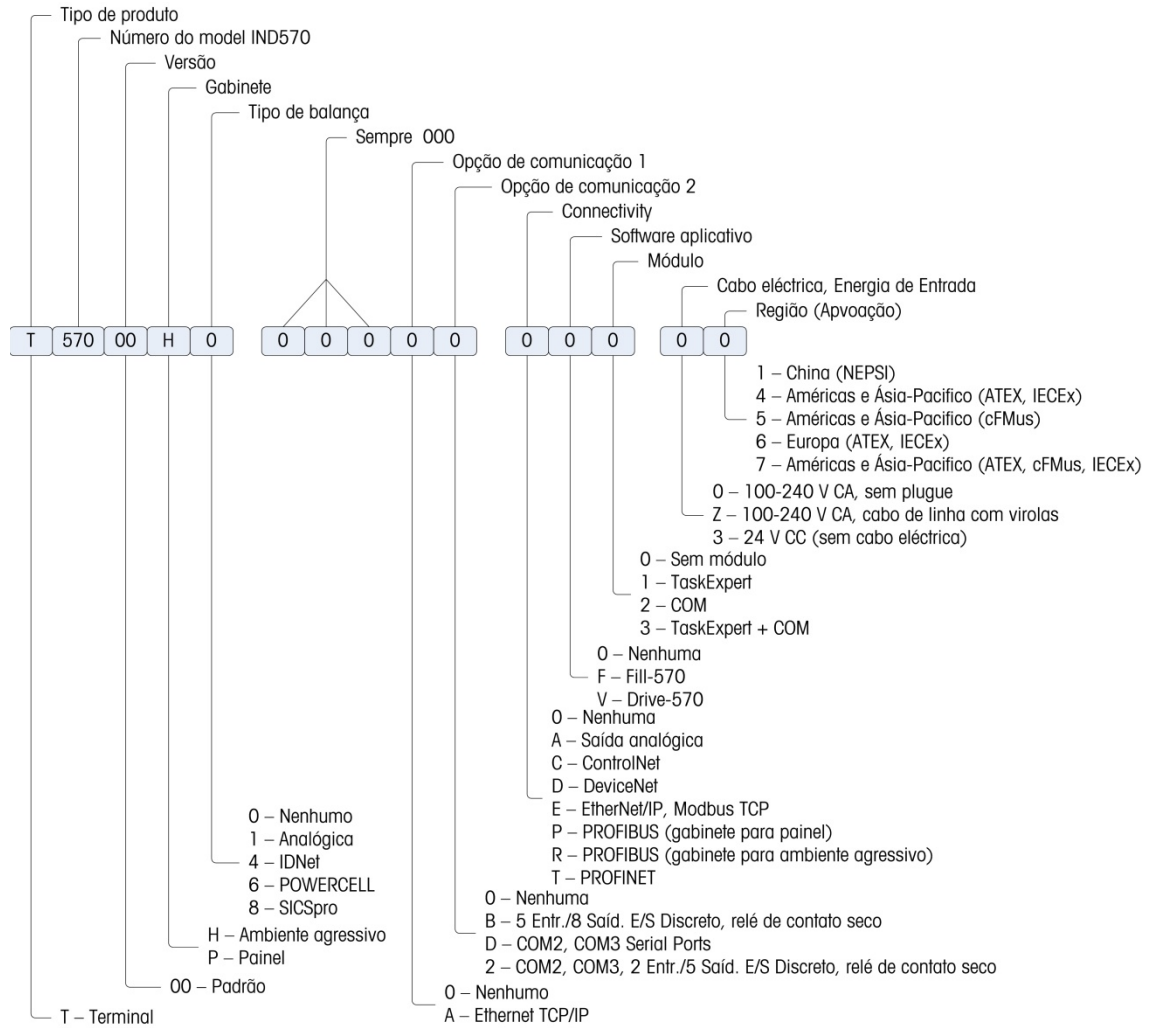 Tipo de produto
Número do model IND570
Versão
Gabinete
Tipo de balança
Sempre 000
Opção de comunicação 1
Opção de comunicação 2
Connectivity
Software aplicativo
Módulo
Cabo eléctrica, Energia de Entrada
Região (Apvoação)
T 570 00 H 0 0 0 0 0 0 0 0 0 0 0
1 – China (NEPSI)
4 – Américas e Ásia-Pacifico (ATEX, IECEx)
5 – Américas e Ásia-Pacifico (cFMus)
6 – Europa (ATEX, IECEx)
7 – Américas e Ásia-Pacifico (ATEX, cFMus, IECEx)
0 – 100-240 V CA, sem plugue
Z – 100-240 V CA, cabo de linha com virolas
3 – 24 V CC (sem cabo eléctrica)
0 – Sem módulo
1 – TaskExpert
2 – COM
3 – TaskExpert + COM
0 – Nenhuma
F – Fill-570
V – Drive-570
0 – Nenhuma
A – Saída analógica
C – ControlNet
D – DeviceNet
E – EtherNet/IP, Modbus TCP
P – PROFIBUS (gabinete para painel)
R – PROFIBUS (gabinete para ambiente agressivo)
T – PROFINET
0 – Nenhumo
1 – Analógica
4 – IDNet
6 – POWERCELL
8 – SICSpro
0 – Nenhuma
B – 5 Entr./8 Saíd. E/S Discreto, relé de contato seco
D – COM2, COM3 Serial Ports
2 – COM2, COM3, 2 Entr./5 Saíd. E/S Discreto, relé de contato seco
H – Ambiente agressivo
P – Painel
00 – Padrão
0 – Nenhumo
A – Ethernet TCP/IP
T – Terminal